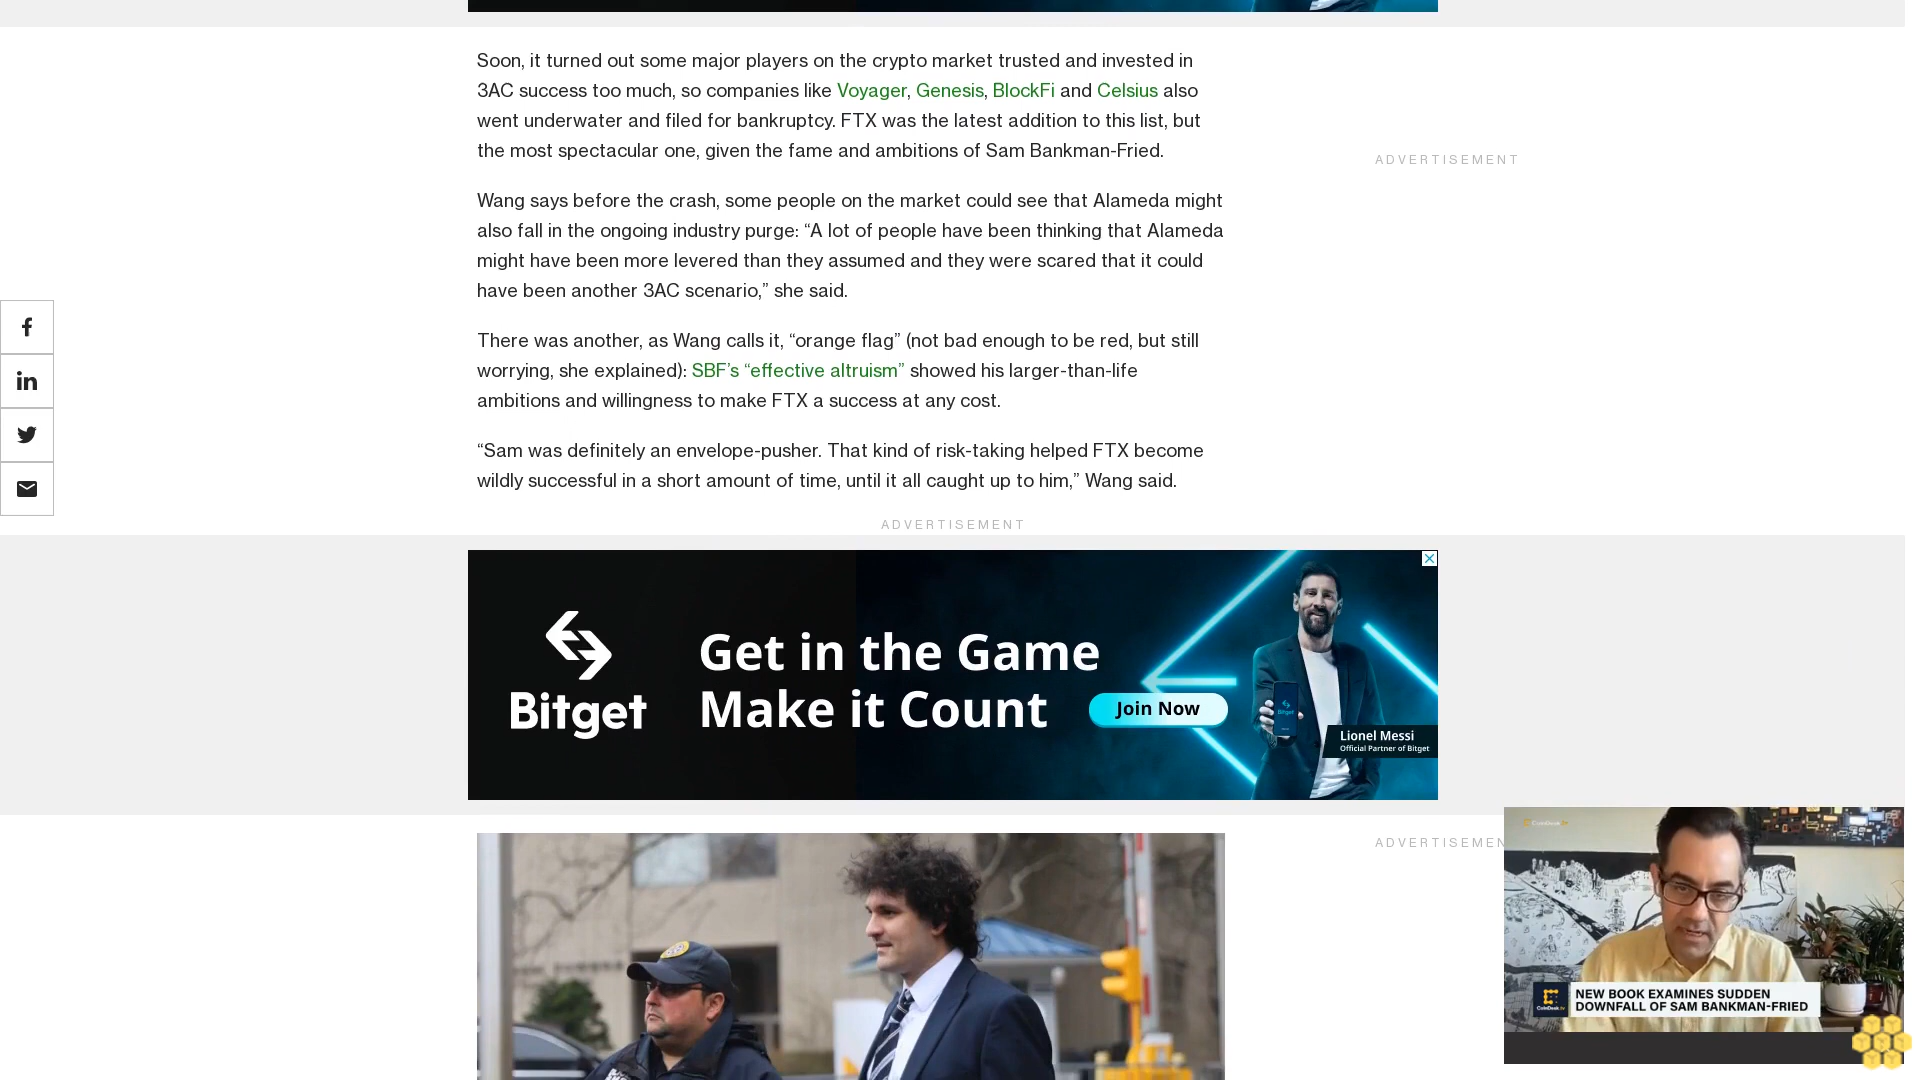 Soon, it turned out some major players on the crypto market trusted and invested in
3AC success too much, so companies like Voyager, Genesis, BlockFi and Celsius also
went underwater and filed for bankruptcy. FTX was the latest addition to this list, but
the most spectacular one, given the fame and ambitions of Sam Bankman-Fried.
ADVERTISEMENT
Wang says before the crash, some people on the market could see that Alameda might
also fall in the ongoing industry purge: “A lot of people have been thinking that Alameda
might have been more levered than they assumed and they were scared that it could
have been another 3AC scenario,” she said.
There was another, as Wang calls it, “orange flag” (not bad enough to be red, but still
worrying, she explained): SBF’s “effective altruism” showed his larger-than-life
ambitions and willingness to make FTX a success at any cost.
“Sam was definitely an envelope-pusher. That kind of risk-taking helped FTX become
wildly successful in a short amount of time, until it all caught up to him,” Wang said.
ADVERTISEMENT
Bitget
Get in the Game
Make it Count
Join Now
Bitget
Lionel Messi
Official Partner of Bitget
ADVERTISEMEN
CoinDesk tv
NEW BOOK EXAMINES SUDDEN
DOWNFALL OF SAM BANKMAN-FRIED
CoinDesk tv